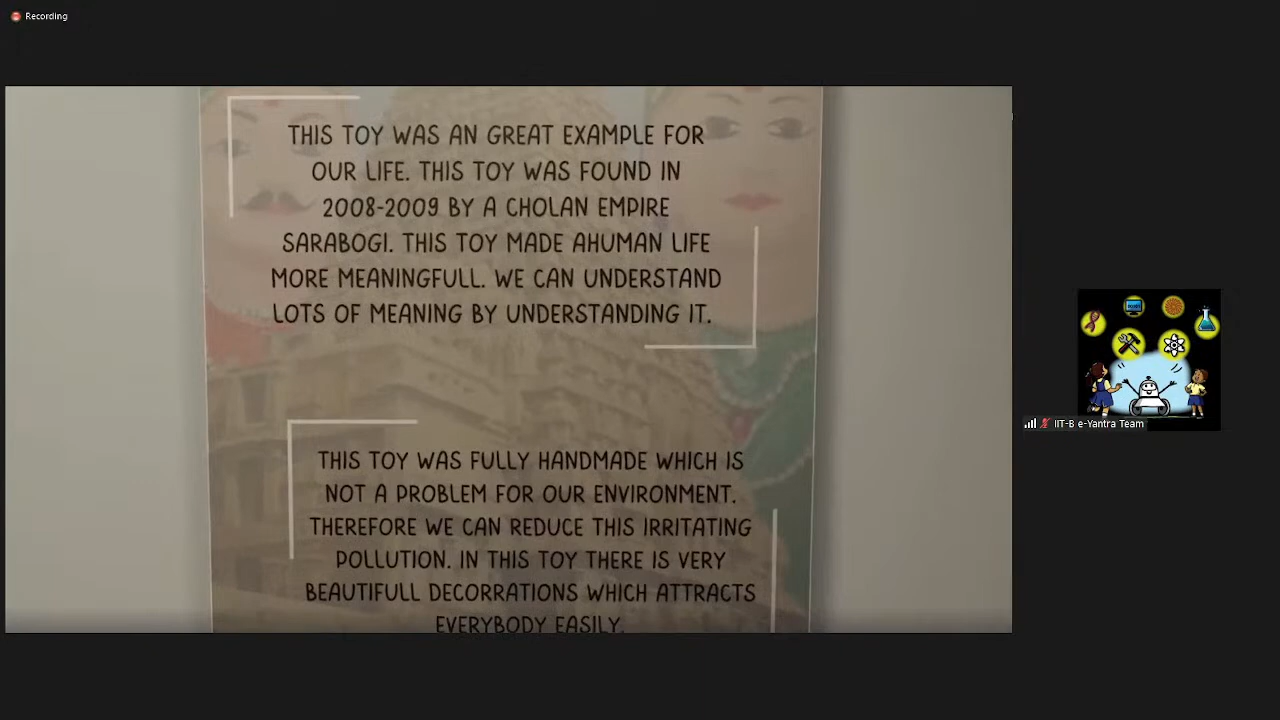 Recording
THIS TOY WAS AN GREAT EXAMPLE FOR
OUR LIFE. THIS TOY WAS FOUND IN
2008-2009 BY A CHOLAN EMPIRE
SARABOGI. THIS TOY MADE AHUMAN LIFE
MORE MEANINGFULL. WE CAN UNDERSTAND
LOTS OF MEANING BY UNDERSTANDING IT.
THIS TOY WAS FULLY HANDMADE WHICH IS
NOT A PROBLEM FOR OUR ENVIRONMENT.
THEREFORE WE CAN REDUCE THIS IRRITATING
POLLUTION. IN THIS TOY THERE IS VERY
BEAUTIFULL DECORRATIONS WHICH ATTRACTS
EVERYBODY EASILY.
IIT-B e-Yantra Team